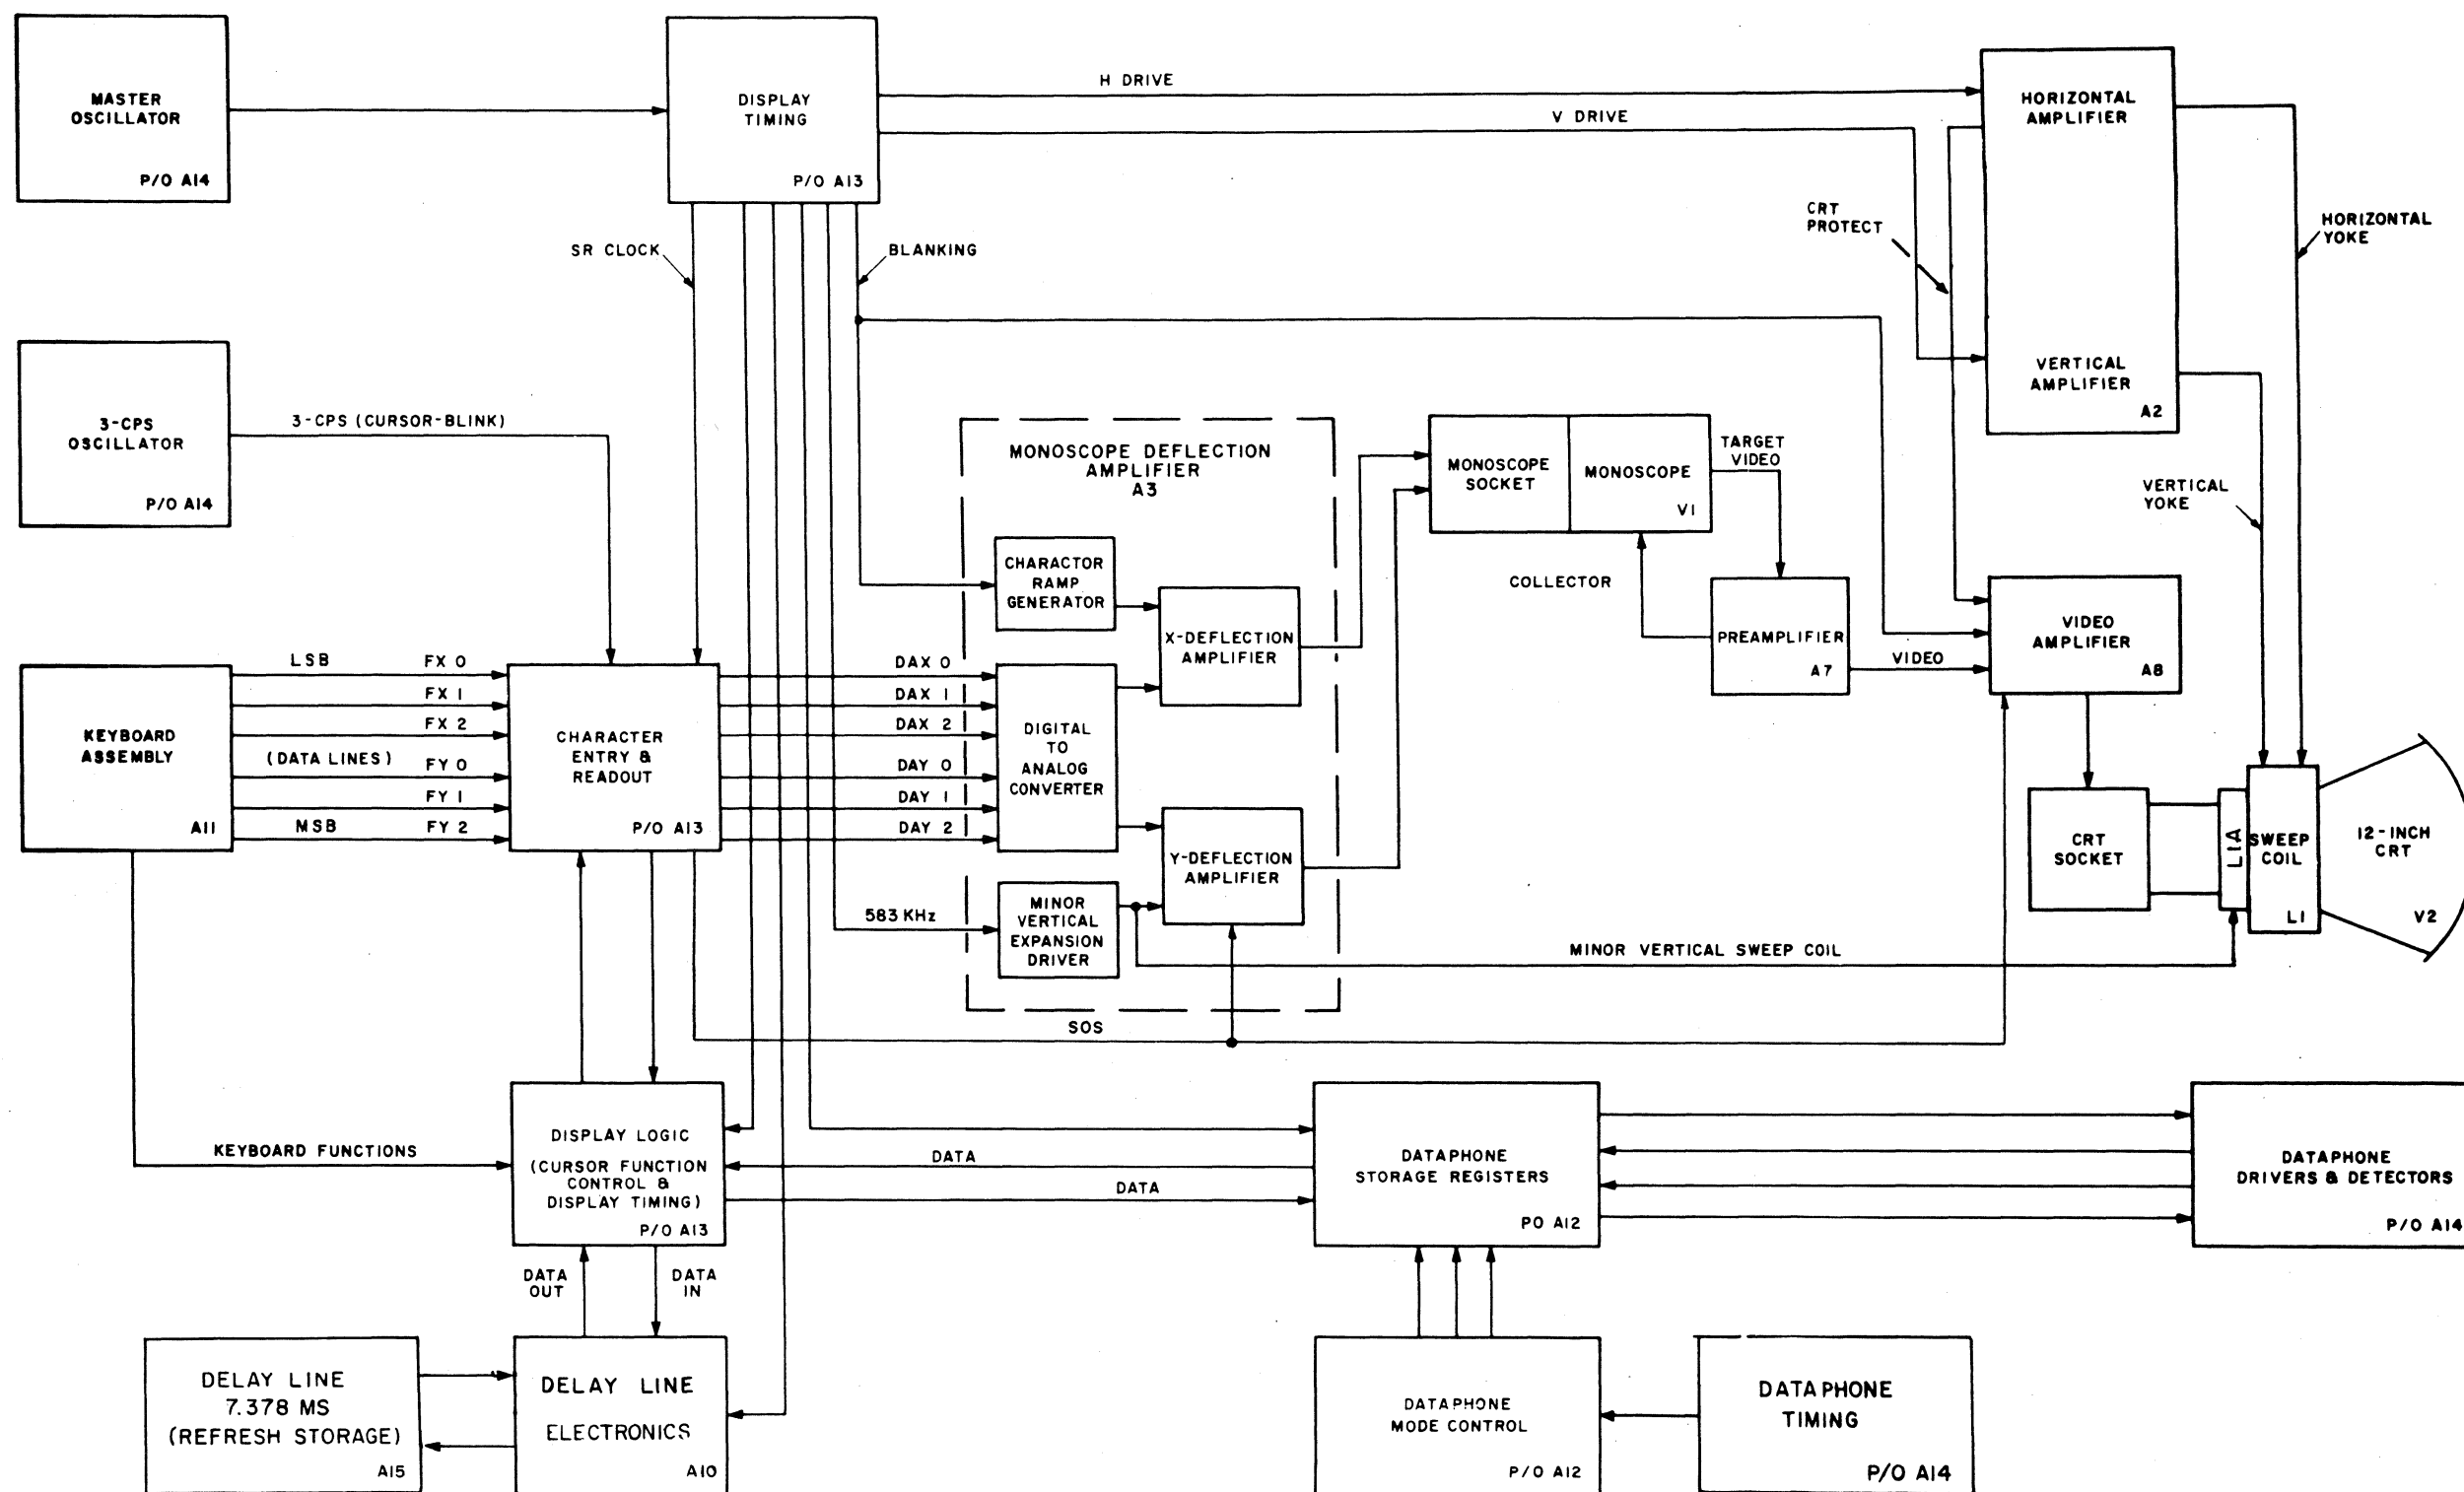 MASTER
OSCILLATOR
P/O A14
DISPLAY
TIMING
P/O A13
H DRIVE
V DRIVE
HORIZONTAL
AMPLIFIER
VERTICAL
AMPLIFIER
A2
CRT
PROTECT
HORIZONTAL
YOKE
SR CLOCK
BLANKING
3-CPS
OSCILLATOR
P/O A14
3-CPS (CURSOR-BLINK)
MONOSCOPE DEFLECTION
AMPLIFIER
A3
MONOSCOPE
SOCKET
MONOSCOPE
V1
TARGET
VIDEO
VERTICAL
YOKE
CHARACTOR
RAMP
GENERATOR
X-DEFLECTION
AMPLIFIER
COLLECTOR
PREAMPLIFIER
A7
VIDEO
VIDEO
AMPLIFIER
A8
KEYBOARD
ASSEMBLY
A11
LSB FX 0
FX 1
FX 2
(DATA LINES) FY 0
FY 1
MSB FY 2
CHARACTER
ENTRY &
READOUT
P/O A13
DAX 0
DAX 1
DAX 2
DAY 0
DAY 1
DAY 2
DIGITAL
TO
ANALOG
CONVERTER
Y-DEFLECTION
AMPLIFIER
583 KHz
MINOR
VERTICAL
EXPANSION
DRIVER
MINOR VERTICAL SWEEP COIL
CRT
SOCKET
L1A
SWEEP
COIL
L1
12-INCH
CRT
V2
SOS
KEYBOARD FUNCTIONS
DISPLAY LOGIC
(CURSOR FUNCTION
CONTROL &
DISPLAY TIMING)
P/O A13
DATA
DATA
DATAPHONE
STORAGE REGISTERS
PO A12
DATAPHONE
DRIVERS & DETECTORS
P/O A14
DATA
OUT
DATA
IN
DELAY LINE
7.378 MS
(REFRESH STORAGE)
A15
DELAY LINE
ELECTRONICS
A10
DATAPHONE
MODE CONTROL
P/O A12
DATAPHONE
TIMING
P/O A14